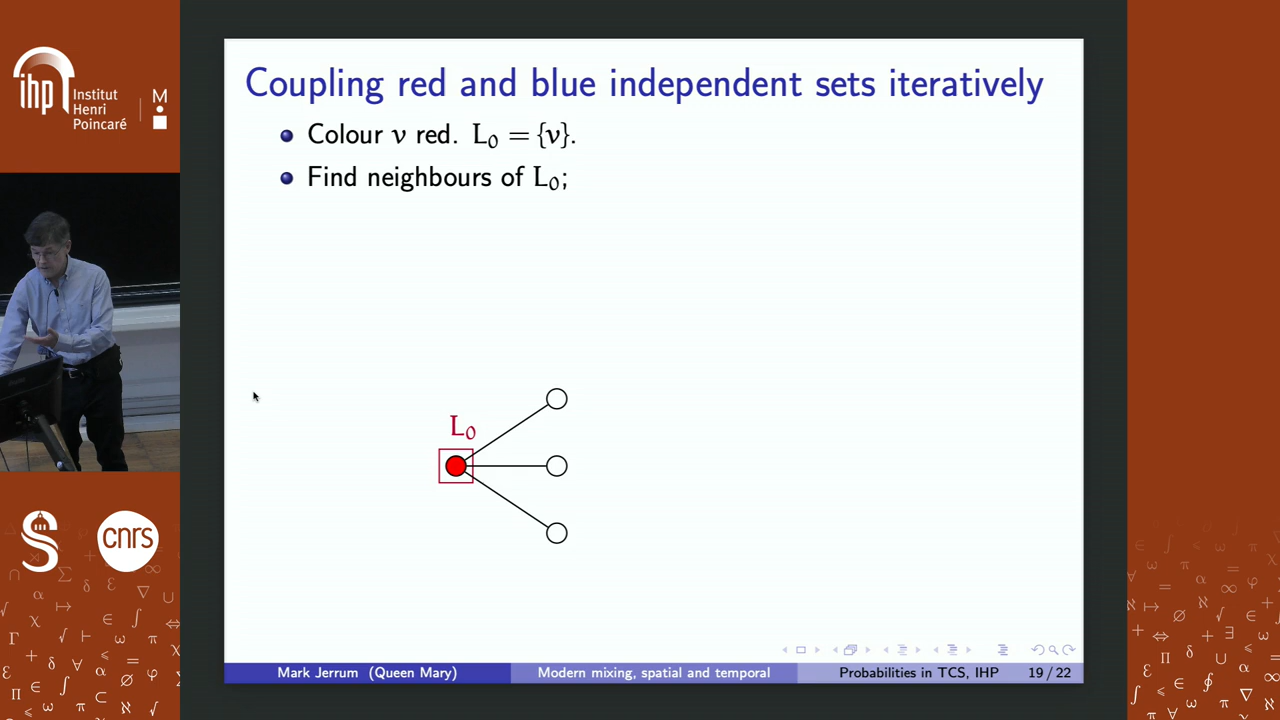 ihp
Institut
Henri
Poincaré
M
Coupling red and blue independent sets iteratively
Colour v red. L₀ = {v}.
Find neighbours of L₀;
L₀
S
cnrs
Mark Jerrum (Queen Mary)
Modern mixing, spatial and temporal
Probabilities in TCS, IHP
19 / 22